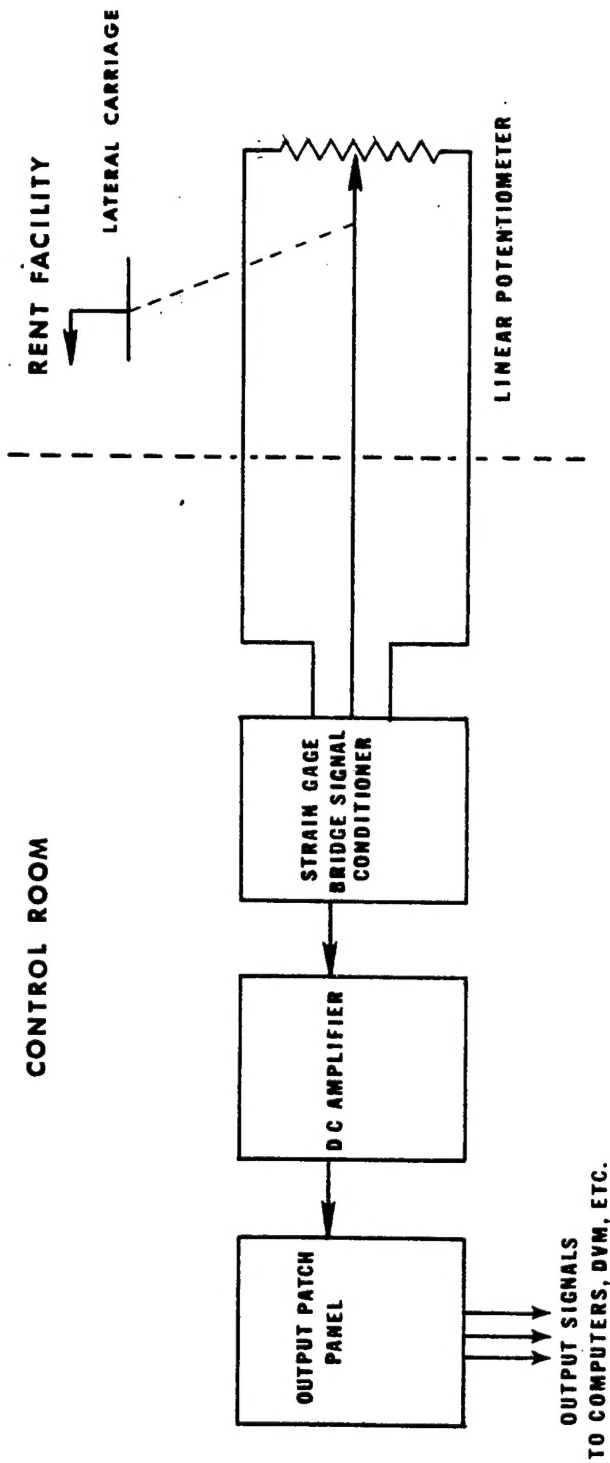 CONTROL ROOM
RENT FACILITY
LATERAL CARRIAGE
OUTPUT PATCH
PANEL
DC AMPLIFIER
STRAIN GAGE
BRIDGE SIGNAL
CONDITIONER
LINEAR POTENTIOMETER
OUTPUT SIGNALS
TO COMPUTERS, DVM, ETC.